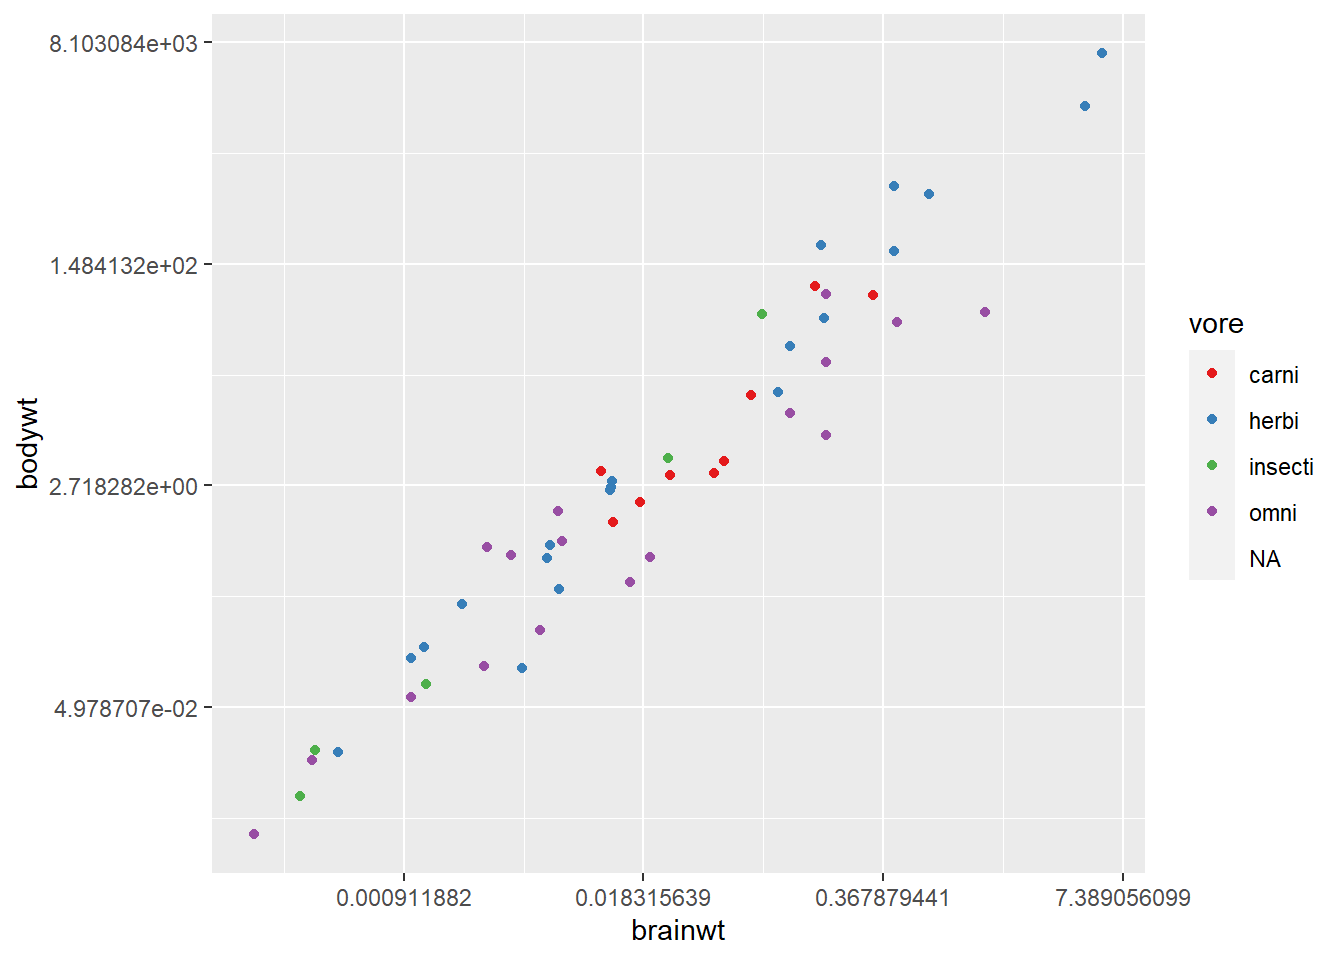 8.103084e+03
1.484132e+02
2.718282e+00
4.978707e-02
bodywt
0.000911882
0.018315639
0.367879441
7.389056099
brainwt
vore
carni
herbi
insecti
omni
NA